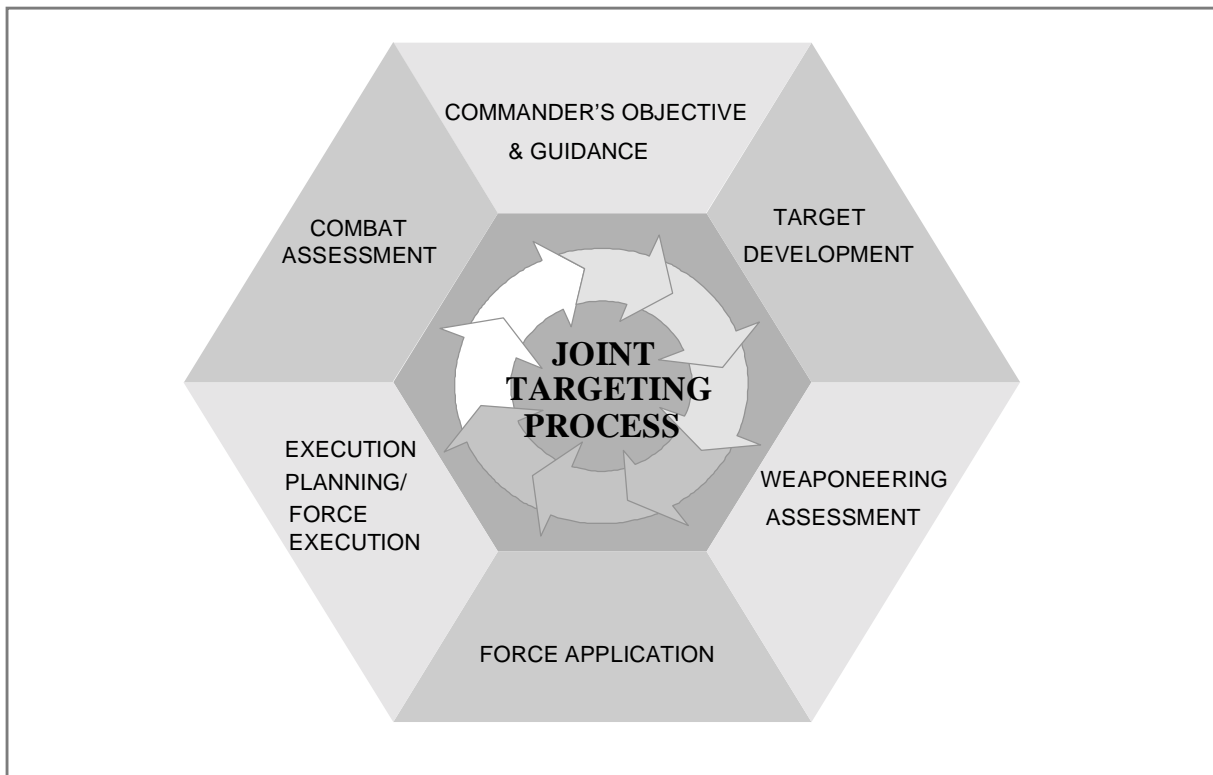 COMMANDER’S OBJECTIVE
& GUIDANCE
TARGET
DEVELOPMENT
WEAPONEERING
ASSESSMENT
FORCE APPLICATION
EXECUTION
PLANNING/
FORCE
EXECUTION
COMBAT
ASSESSMENT
JOINT
TARGETING
PROCESS